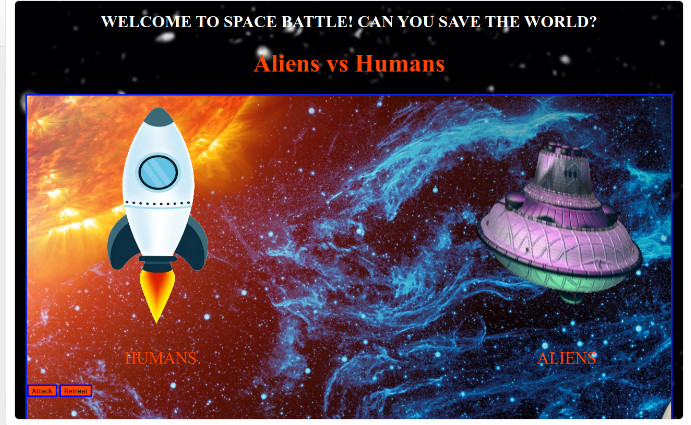 WELCOME TO SPACE BATTLE! CAN YOU SAVE THE WORLD?
Aliens vs Humans
HUMANS ALIENS
Attack Retreat